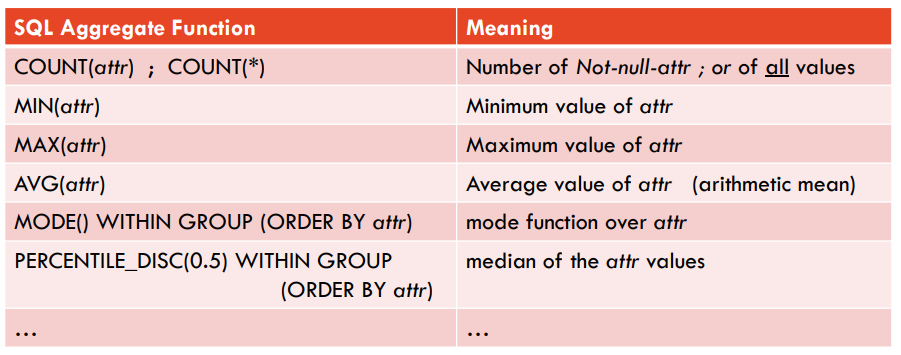 SQL Aggregate Function Meaning
COUNT(attr) ; COUNT(*) Number of Not-null-attr ; or of all values
MIN(attr) Minimum value of attr
MAX(attr) Maximum value of attr
AVG(attr) Average value of attr (arithmetic mean)
MODE() WITHIN GROUP (ORDER BY attr) mode function over attr
PERCENTILE_DISC(0.5) WITHIN GROUP median of the attr values
(ORDER BY attr)
... ...